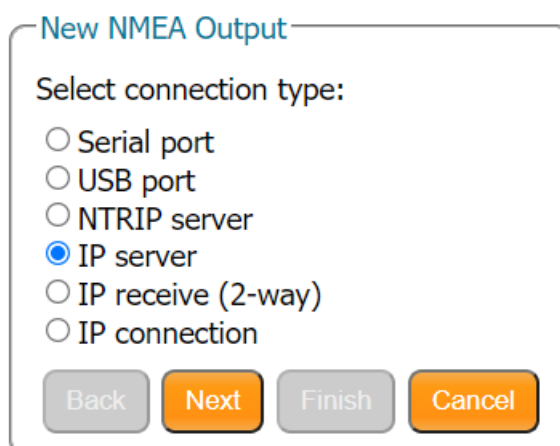 New NMEA Output
Select connection type:
Serial port
USB port
NTRIP server
IP server
IP receive (2-way)
IP connection
Back Next Finish Cancel